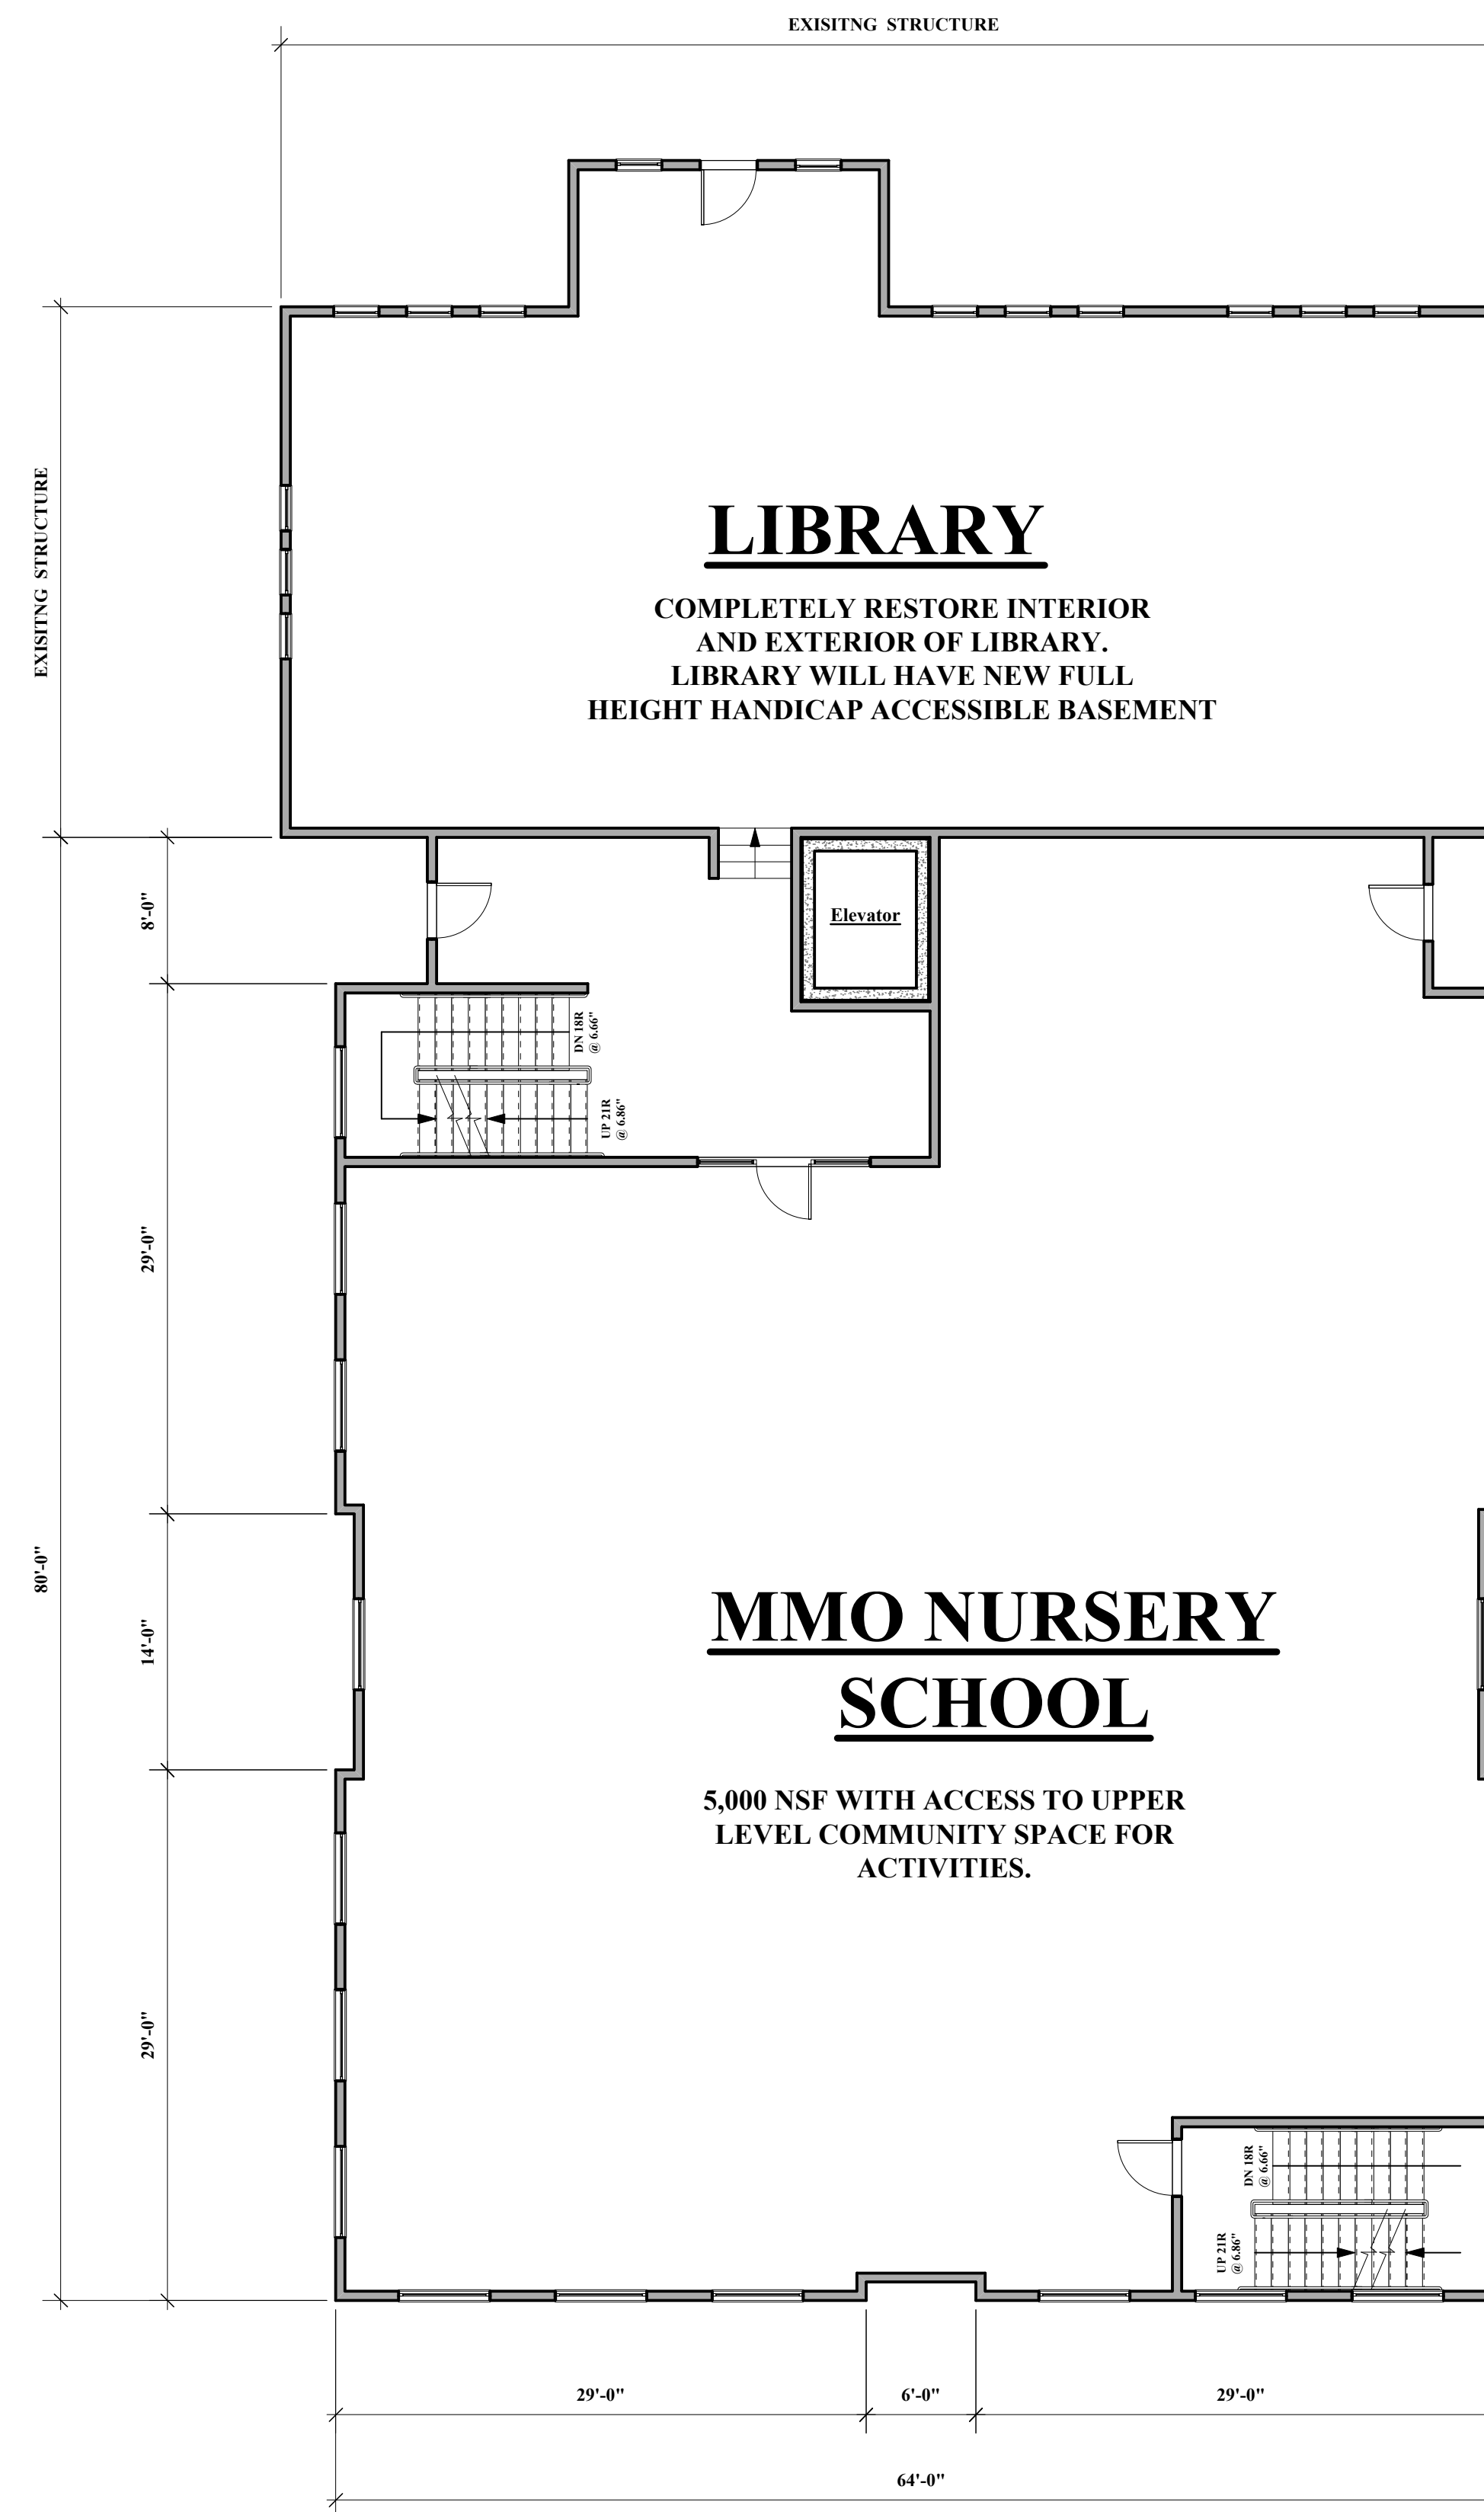 EXISITNG STRUCTURE
EXISITNG STRUCTURE
LIBRARY
COMPLETELY RESTORE INTERIOR
AND EXTERIOR OF LIBRARY.
LIBRARY WILL HAVE NEW FULL
HEIGHT HANDICAP ACCESSIBLE BASEMENT
8'-0"
Elevator
DN 18R
@ 6.66"
UP 21R
@ 6.86"
29'-0"
80'-0"
14'-0"
MMO NURSERY
SCHOOL
5,000 NSF WITH ACCESS TO UPPER
LEVEL COMMUNITY SPACE FOR
ACTIVITIES.
29'-0"
DN 18R
@ 6.66"
UP 21R
@ 6.86"
29'-0"
6'-0"
29'-0"
64'-0"